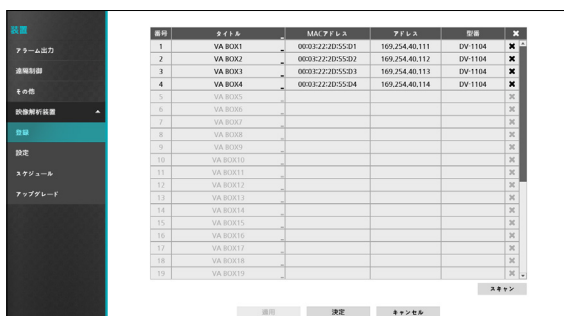 装置
アラーム出力
遠隔制御
その他
映像解析装置
登録
設定
スケジュール
アップグレード
番号 タイトル MACアドレス アドレス 型番
1 VA BOX1 00:03:22:2D:55:D1 169.254.40.111 DV-1104
2 VA BOX2 00:03:22:2D:55:D2 169.254.40.112 DV-1104
3 VA BOX3 00:03:22:2D:55:D3 169.254.40.113 DV-1104
4 VA BOX4 00:03:22:2D:55:D4 169.254.40.114 DV-1104
5 VA BOX5
6 VA BOX6
7 VA BOX7
8 VA BOX8
9 VA BOX9
10 VA BOX10
11 VA BOX11
12 VA BOX12
13 VA BOX13
14 VA BOX14
15 VA BOX15
16 VA BOX16
17 VA BOX17
18 VA BOX18
19 VA BOX19
スキャン
適用 決定 キャンセル